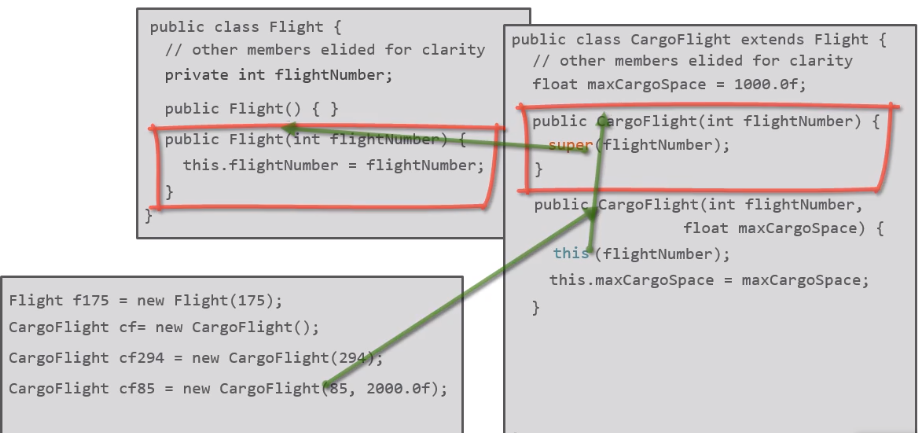 public class Flight {
// other members elided for clarity
private int flightNumber;
public Flight() { }
public Flight(int flightNumber) {
this.flightNumber = flightNumber;
}
}
public class CargoFlight extends Flight {
// other members elided for clarity
float maxCargoSpace = 1000.0f;
public CargoFlight(int flightNumber) {
super(flightNumber);
}
public CargoFlight(int flightNumber,
float maxCargoSpace) {
this(flightNumber);
this.maxCargoSpace = maxCargoSpace;
}
Flight f175 = new Flight(175);
CargoFlight cf= new CargoFlight();
CargoFlight cf294 = new CargoFlight(294);
CargoFlight cf85 = new CargoFlight(85, 2000.0f);